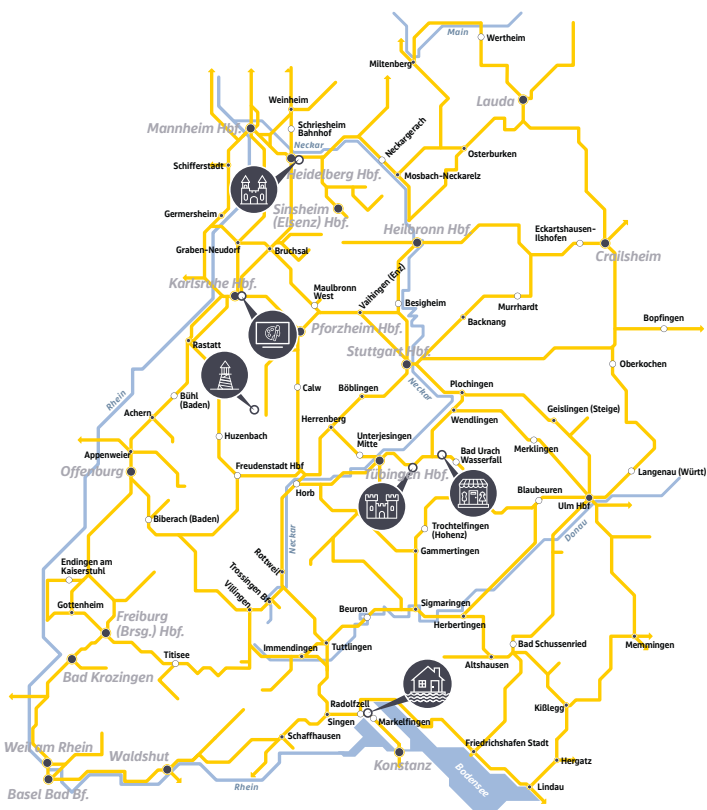 Main
Wertheim
Miltenberg
Lauda
Weinheim
Schriesheim
Bahnhof
Mannheim Hbf.
Neckar
Neckargerach
Osterburken
Schifferstadt
Heidelberg Hbf.
Mosbach-Neckarelz
Sinsheim
(Elsenz) Hbf.
Germersheim
Heilbronn Hbf.
Eckartshausen-
Ilshofen
Graben-Neudorf
Bruchsal
Crailsheim
Karlsruhe Hbf.
Maulbronn
West
Vaihingen (Enz)
Besigheim
Murrhardt
Backnang
Bopfingen
Pforzheim Hbf.
Rastatt
Stuttgart Hbf.
Oberkochen
Rhein
Neckar
Bühl
(Baden)
Calw
Böblingen
Plochingen
Achern
Wendlingen
Geislingen (Steige)
Huzenbach
Herrenberg
Unterjesingen
Mitte
Merklingen
Appenweier
Offenburg
Freudenstadt Hbf
Tübingen Hbf.
Bad Urach
Wasserfall
Langenau (Württ)
Horb
Blaubeuren
Ulm Hbf
Biberach (Baden)
Trochtelfingen
(Hohenz)
Donau
Neckar
Gammertingen
Endingen am
Kaiserstuhl
Rottweil
Trossingen Bf.
Villingen
Gottenheim
Beuron
Sigmaringen
Herbertingen
Freiburg
(Brsg.) Hbf.
Titisee
Immendingen
Tuttlingen
Bad Schussenried
Memmingen
Altshausen
Bad Krozingen
Radolfzell
Singen
Markelfingen
Kißlegg
Schaffhausen
Weil am Rhein
Waldshut
Konstanz
Friedrichshafen Stadt
Bodensee
Hergatz
Basel Bad Bf.
Rhein
Lindau